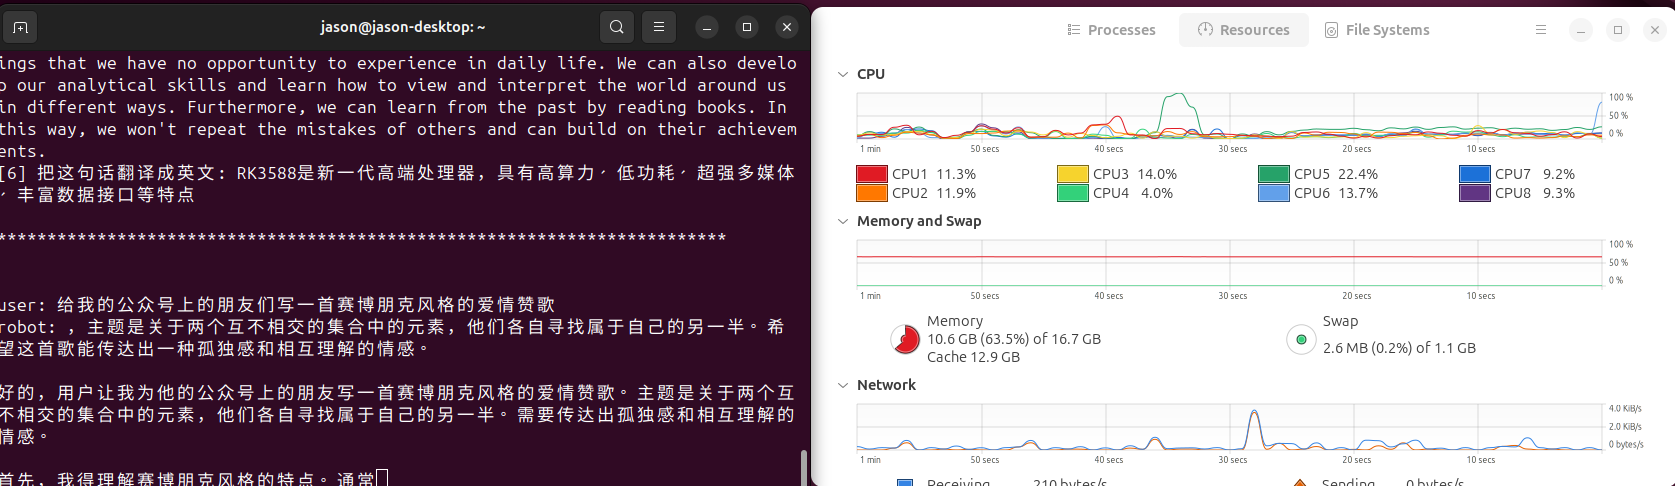 jason@jason-desktop: ~
ings that we have no opportunity to experience in daily life. We can also develo
p our analytical skills and learn how to view and interpret the world around us
in different ways. Furthermore, we can learn from the past by reading books. In
this way, we won't repeat the mistakes of others and can build on their achievem
ents.
[6] 把这句话翻译成英文: RK3588是新一代高端处理器，具有高算力、低功耗、超强多媒体
、丰富数据接口等特点
*************************************************************************
user: 给我的公众号上的朋友们写一首赛博朋克风格的爱情赞歌
robot: ，主题是关于两个互不相交的集合中的元素，他们各自寻找属于自己的另一半。希
望这首歌能传达出一种孤独感和相互理解的情感。
好的，用户让我为他的公众号上的朋友写一首赛博朋克风格的爱情赞歌。主题是关于两个互
不相交的集合中的元素，他们各自寻找属于自己的另一半。需要传达出孤独感和相互理解的
情感。
首先，我得理解赛博朋克风格的特点。通常
Processes Resources File Systems
CPU
100 %
50 %
0 %
1 min 50 secs 40 secs 30 secs 20 secs 10 secs
CPU1 11.3% CPU3 14.0% CPU5 22.4% CPU7 9.2%
CPU2 11.9% CPU4 4.0% CPU6 13.7% CPU8 9.3%
Memory and Swap
100 %
50 %
0 %
1 min 50 secs 40 secs 30 secs 20 secs 10 secs
Memory
10.6 GB (63.5%) of 16.7 GB
Cache 12.9 GB
Swap
2.6 MB (0.2%) of 1.1 GB
Network
4.0 KiB/s
2.0 KiB/s
0 bytes/s
1 min 50 secs 40 secs 30 secs 20 secs 10 secs
Receiving 210 bytes/s Sending 0 bytes/s